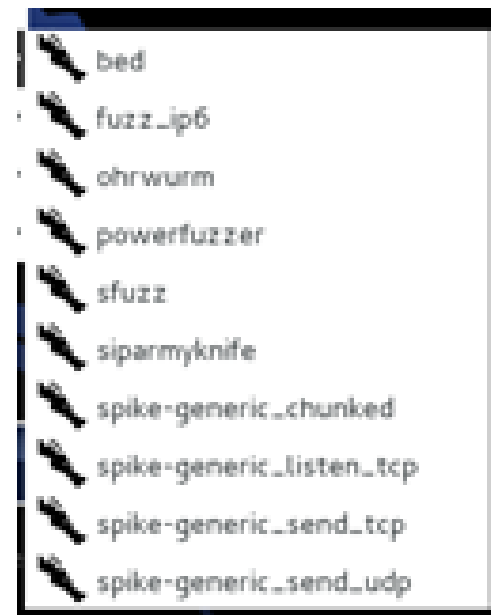 bed
fuzz_ip6
ohrwurm
powerfuzzer
sfuzz
siparmyknife
spike-generic_chunked
spike-generic_listen_tcp
spike-generic_send_tcp
spike-generic_send_udp